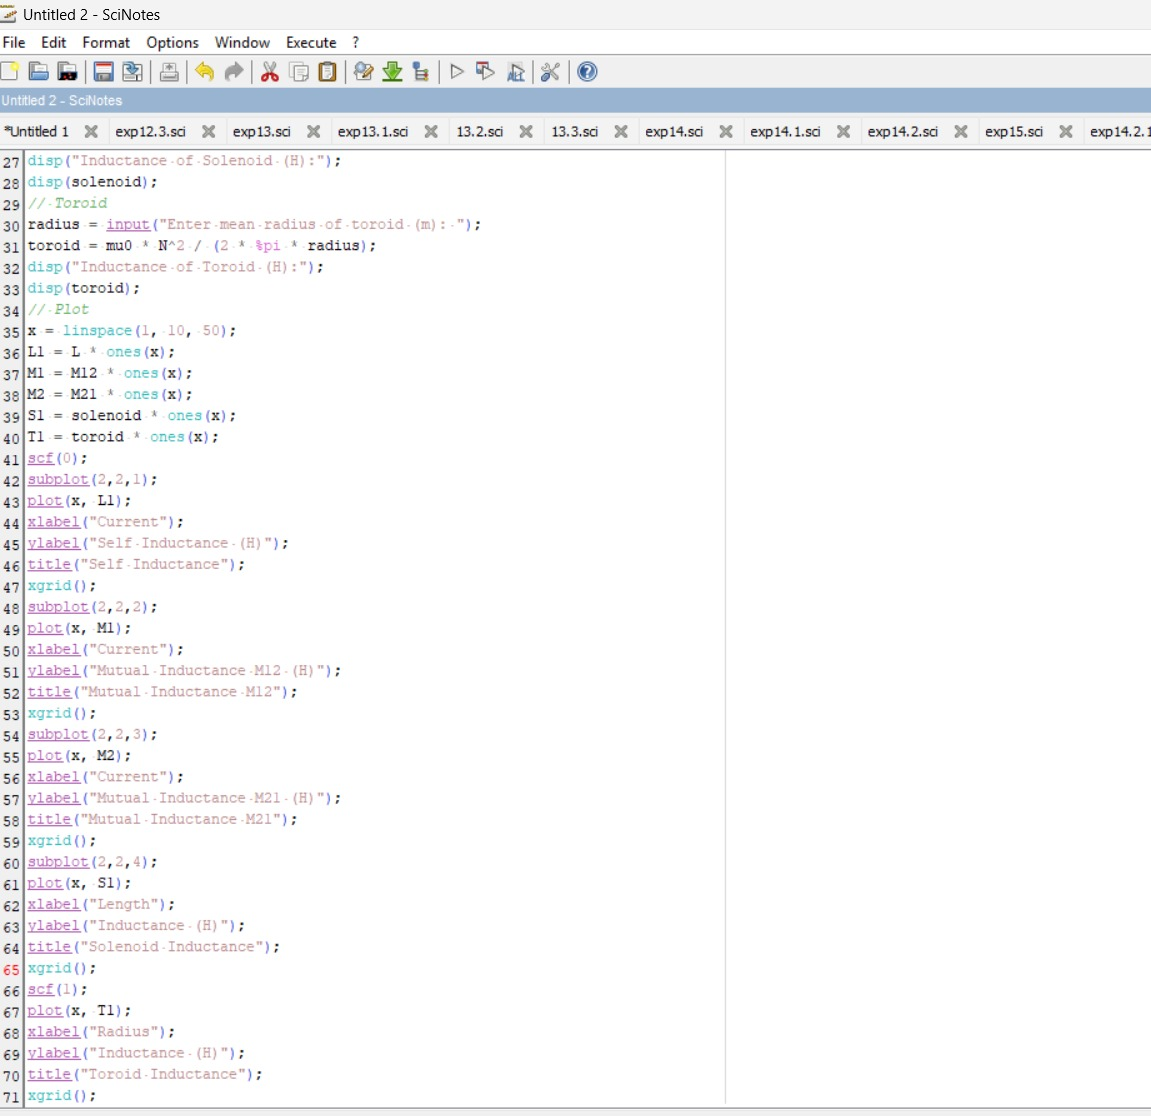 Untitled 2 - SciNotes
File Edit Format Options Window Execute ?
Untitled 2 - SciNotes
*Untitled 1 exp12.3.sci exp13.sci exp13.1.sci 13.2.sci 13.3.sci exp14.sci exp14.1.sci exp14.2.sci exp15.sci exp14.2.1
27 disp("Inductance of Solenoid (H):");
28 disp(solenoid);
29 // Toroid
30 radius = input("Enter mean radius of toroid (m): ");
31 toroid = mu0 * N^2 / (2 * %pi * radius);
32 disp("Inductance of Toroid (H):");
33 disp(toroid);
34 // Plot
35 x = linspace(1, 10, 50);
36 L1 = L * ones(x);
37 M1 = M12 * ones(x);
38 M2 = M21 * ones(x);
39 S1 = solenoid * ones(x);
40 T1 = toroid * ones(x);
41 scf(0);
42 subplot(2,2,1);
43 plot(x, L1);
44 xlabel("Current");
45 ylabel("Self Inductance (H)");
46 title("Self Inductance");
47 xgrid();
48 subplot(2,2,2);
49 plot(x, M1);
50 xlabel("Current");
51 ylabel("Mutual Inductance M12 (H)");
52 title("Mutual Inductance M12");
53 xgrid();
54 subplot(2,2,3);
55 plot(x, M2);
56 xlabel("Current");
57 ylabel("Mutual Inductance M21 (H)");
58 title("Mutual Inductance M21");
59 xgrid();
60 subplot(2,2,4);
61 plot(x, S1);
62 xlabel("Length");
63 ylabel("Inductance (H)");
64 title("Solenoid Inductance");
65 xgrid();
66 scf(1);
67 plot(x, T1);
68 xlabel("Radius");
69 ylabel("Inductance (H)");
70 title("Toroid Inductance");
71 xgrid();